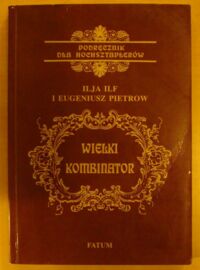 PODRĘCZNIK
DLA HOCHSZTAPLERÓW
ILJA ILF
I EUGENIUSZ PIETROW
WIELKI
KOMBINATOR
FATUM